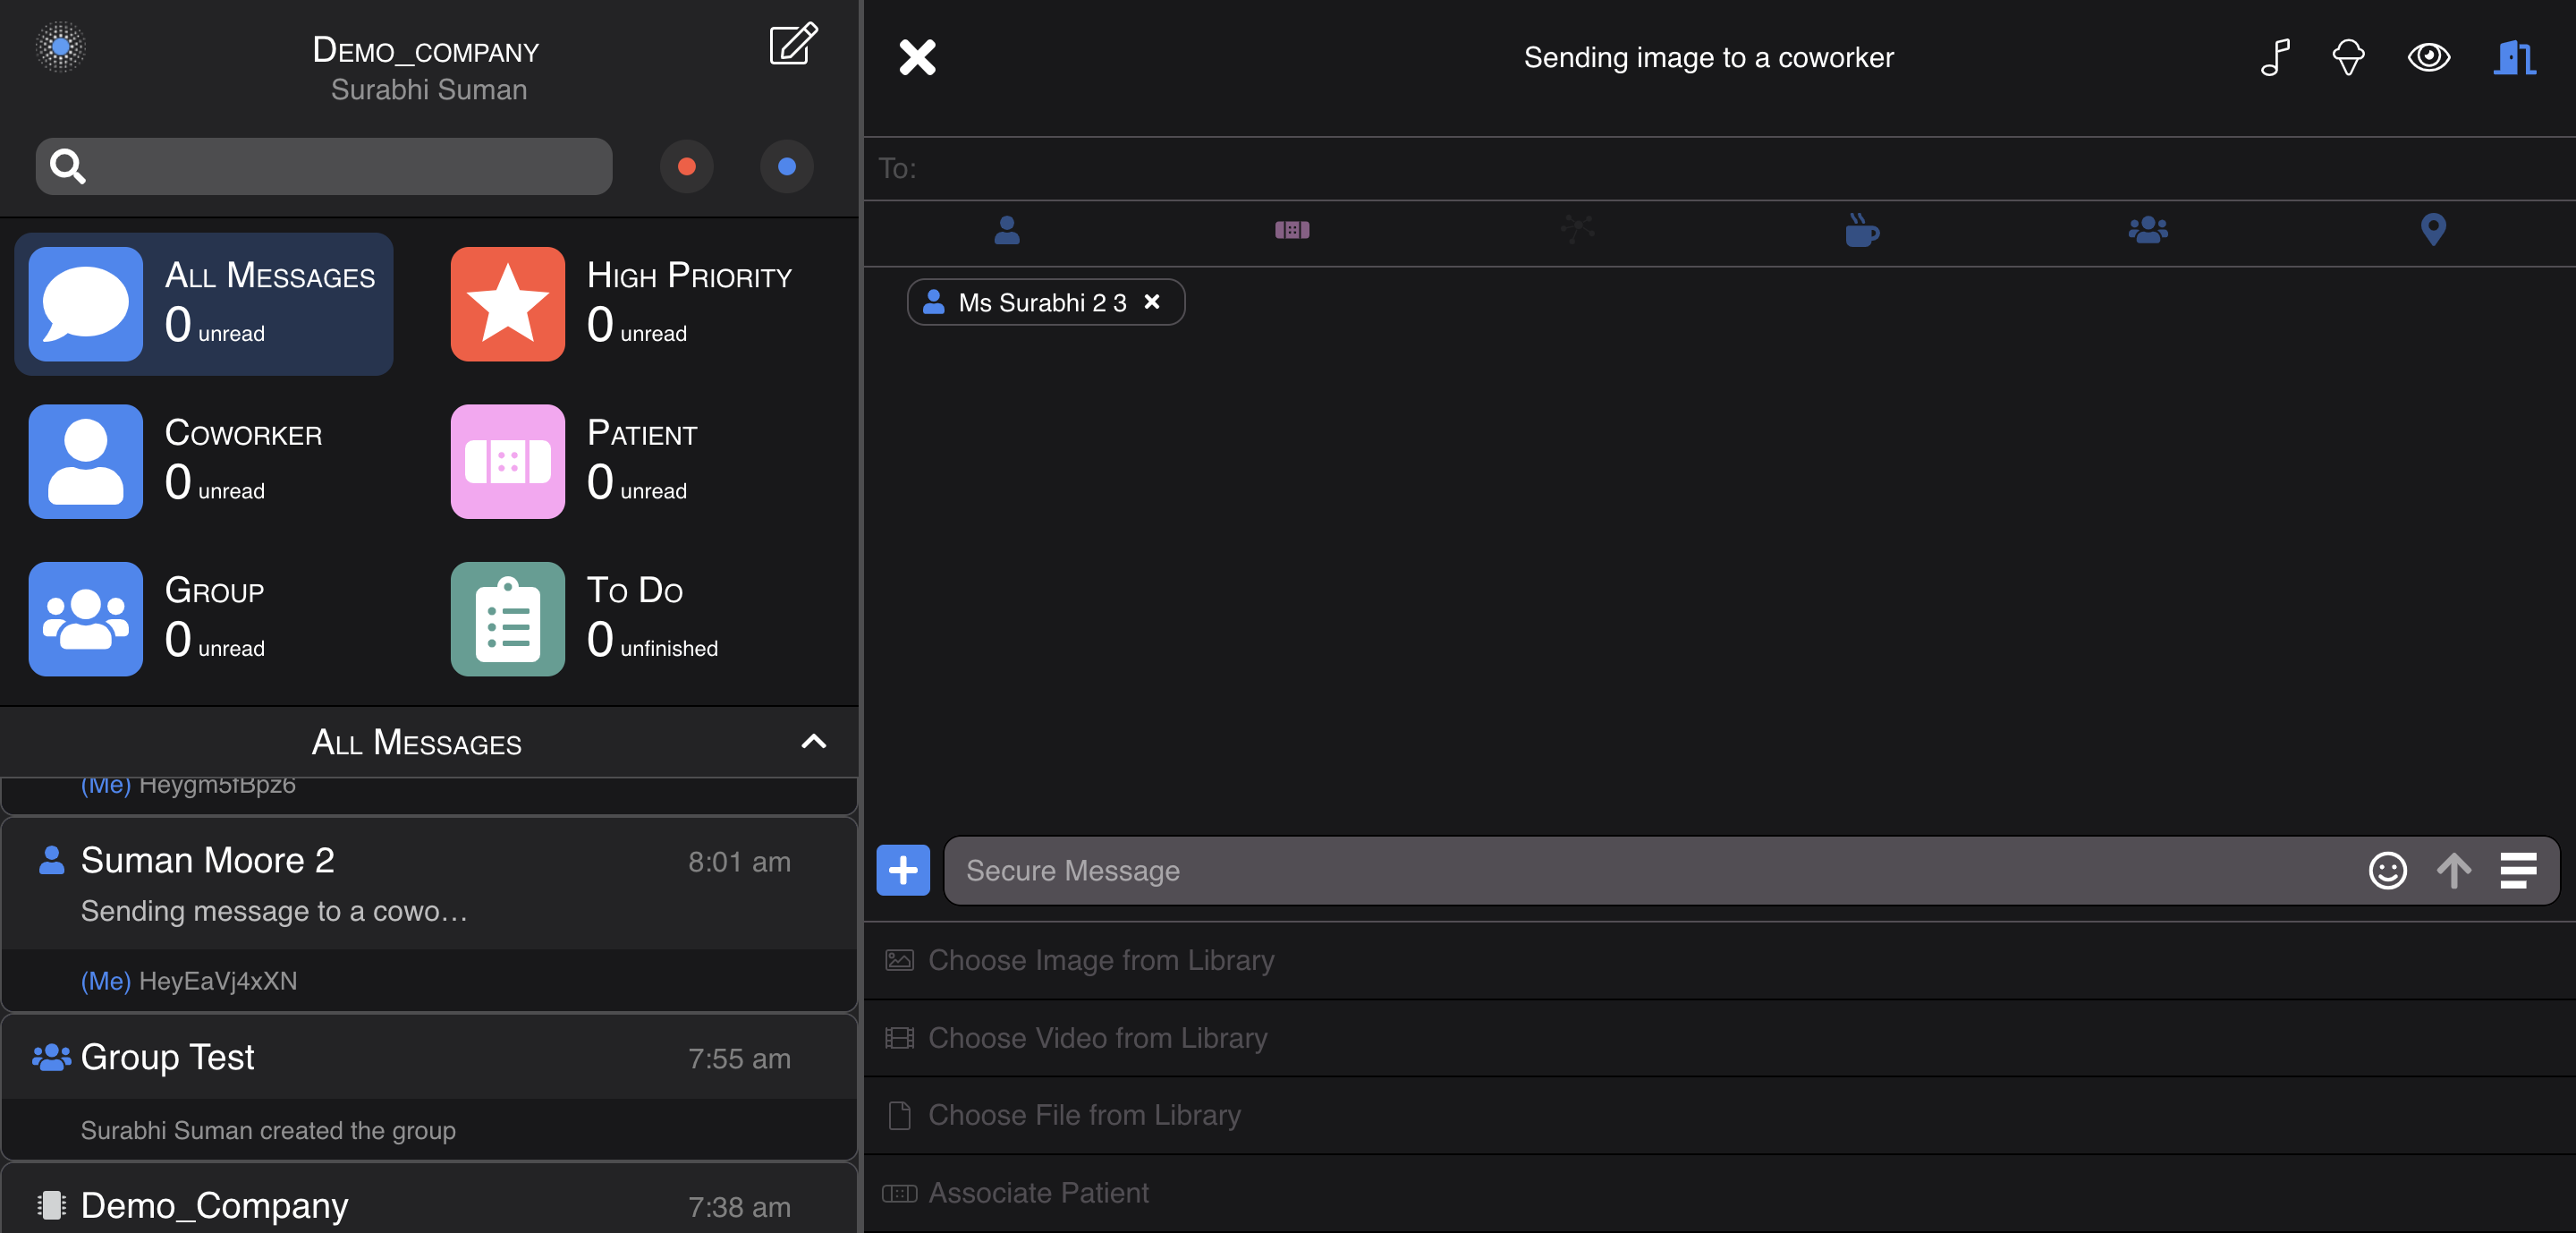 Demo_company
Surabhi Suman
All Messages
0 unread
High Priority
0 unread
Coworker
0 unread
Patient
0 unread
Group
0 unread
To Do
0 unfinished
All Messages
(Me) Heygm5fBpz6
Suman Moore 2
8:01 am
Sending message to a cowo...
(Me) HeyEaVj4xXN
Group Test
7:55 am
Surabhi Suman created the group
Demo_Company
7:38 am
Sending image to a coworker
To:
Ms Surabhi 2 3
Secure Message
Choose Image from Library
Choose Video from Library
Choose File from Library
Associate Patient